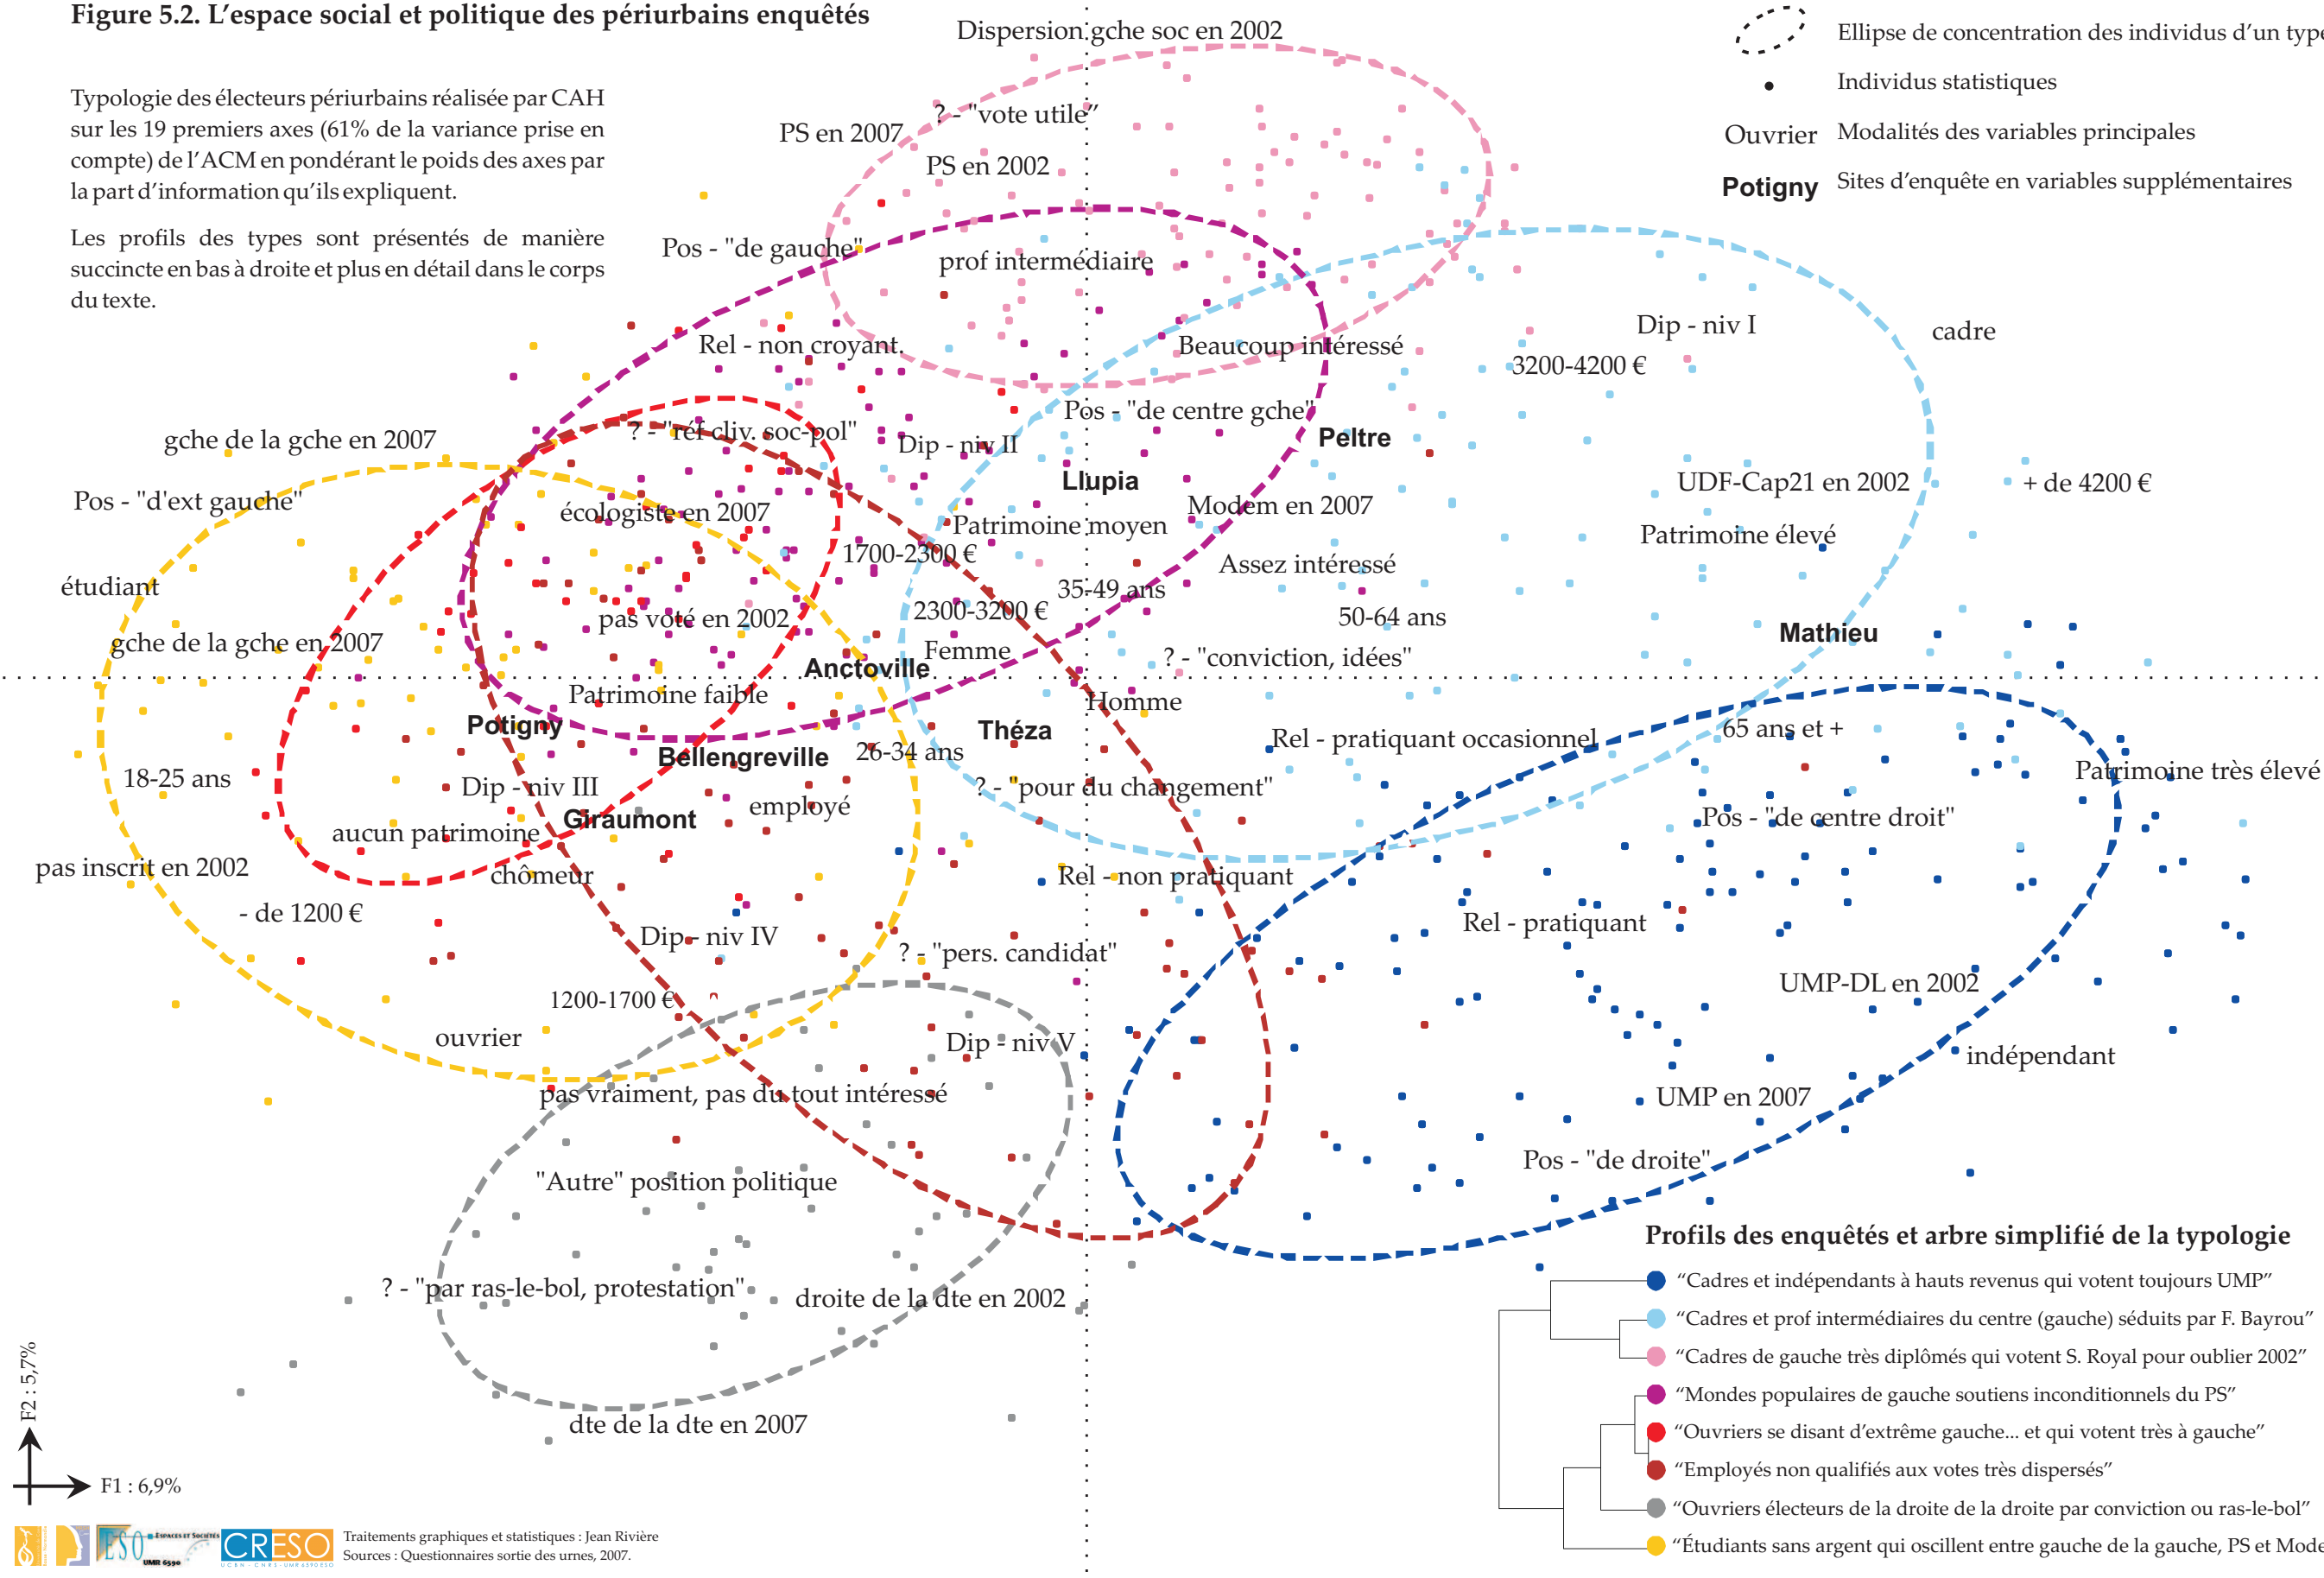 Figure 5.2. L'espace social et politique des périurbains enquêtés
Typologie des électeurs périurbains réalisée par CAH
sur les 19 premiers axes (61% de la variance prise en
compte) de l'ACM en pondérant le poids des axes par
la part d'information qu'ils expliquent.
Les profils des types sont présentés de manière
succincte en bas à droite et plus en détail dans le corps
du texte.
Ellipse de concentration des individus d'un type
Individus statistiques
Ouvrier Modalités des variables principales
Potigny Sites d'enquête en variables supplémentaires
Dispersion gche soc en 2002
? - "vote utile"
PS en 2007
PS en 2002
Pos - "de gauche"
prof intermédiaire
Dip - niv I
cadre
Rel - non croyant.
Beaucoup intéressé
3200-4200 €
Pos - "de centre gche"
? - "réf cliv. soc-pol"
gche de la gche en 2007
Dip - niv II
Peltre
Llupia
UDF-Cap21 en 2002
+ de 4200 €
Pos - "d'ext gauche"
écologiste en 2007
Modem en 2007
Patrimoine moyen
Patrimoine élevé
1700-2300 €
Assez intéressé
étudiant
35-49 ans
2300-3200 €
50-64 ans
pas voté en 2002
Mathieu
gche de la gche en 2007
Femme
? - "conviction, idées"
Anctoville
Patrimoine faible
Homme
Potigny
Théza
65 ans et +
Rel - pratiquant occasionnel
Bellengreville
26-34 ans
Patrimoine très élevé
18-25 ans
Dip - niv III
? - "pour du changement"
employé
Giraumont
Pos - "de centre droit"
aucun patrimoine
pas inscrit en 2002
chômeur
Rel - non pratiquant
- de 1200 €
Rel - pratiquant
Dip - niv IV
? - "pers. candidat"
UMP-DL en 2002
1200-1700 €
ouvrier
Dip - niv V
indépendant
pas vraiment, pas du tout intéressé
UMP en 2007
Pos - "de droite"
"Autre" position politique
? - "par ras-le-bol, protestation"
droite de la dte en 2002
dte de la dte en 2007
Profils des enquêtés et arbre simplifié de la typologie
“Cadres et indépendants à hauts revenus qui votent toujours UMP”
“Cadres et prof intermédiaires du centre (gauche) séduits par F. Bayrou”
“Cadres de gauche très diplômés qui votent S. Royal pour oublier 2002”
“Mondes populaires de gauche soutiens inconditionnels du PS”
“Ouvriers se disant d'extrême gauche... et qui votent très à gauche”
“Employés non qualifiés aux votes très dispersés”
“Ouvriers électeurs de la droite de la droite par conviction ou ras-le-bol”
“Étudiants sans argent qui oscillent entre gauche de la gauche, PS et Mode
F2 : 5,7%
F1 : 6,9%
ESO ESPACES ET SOCIÉTÉS
UMR 6590
CRESO
UCBN - CNRS - UMR 6590 ESO
Traitements graphiques et statistiques : Jean Rivière
Sources : Questionnaires sortie des urnes, 2007.